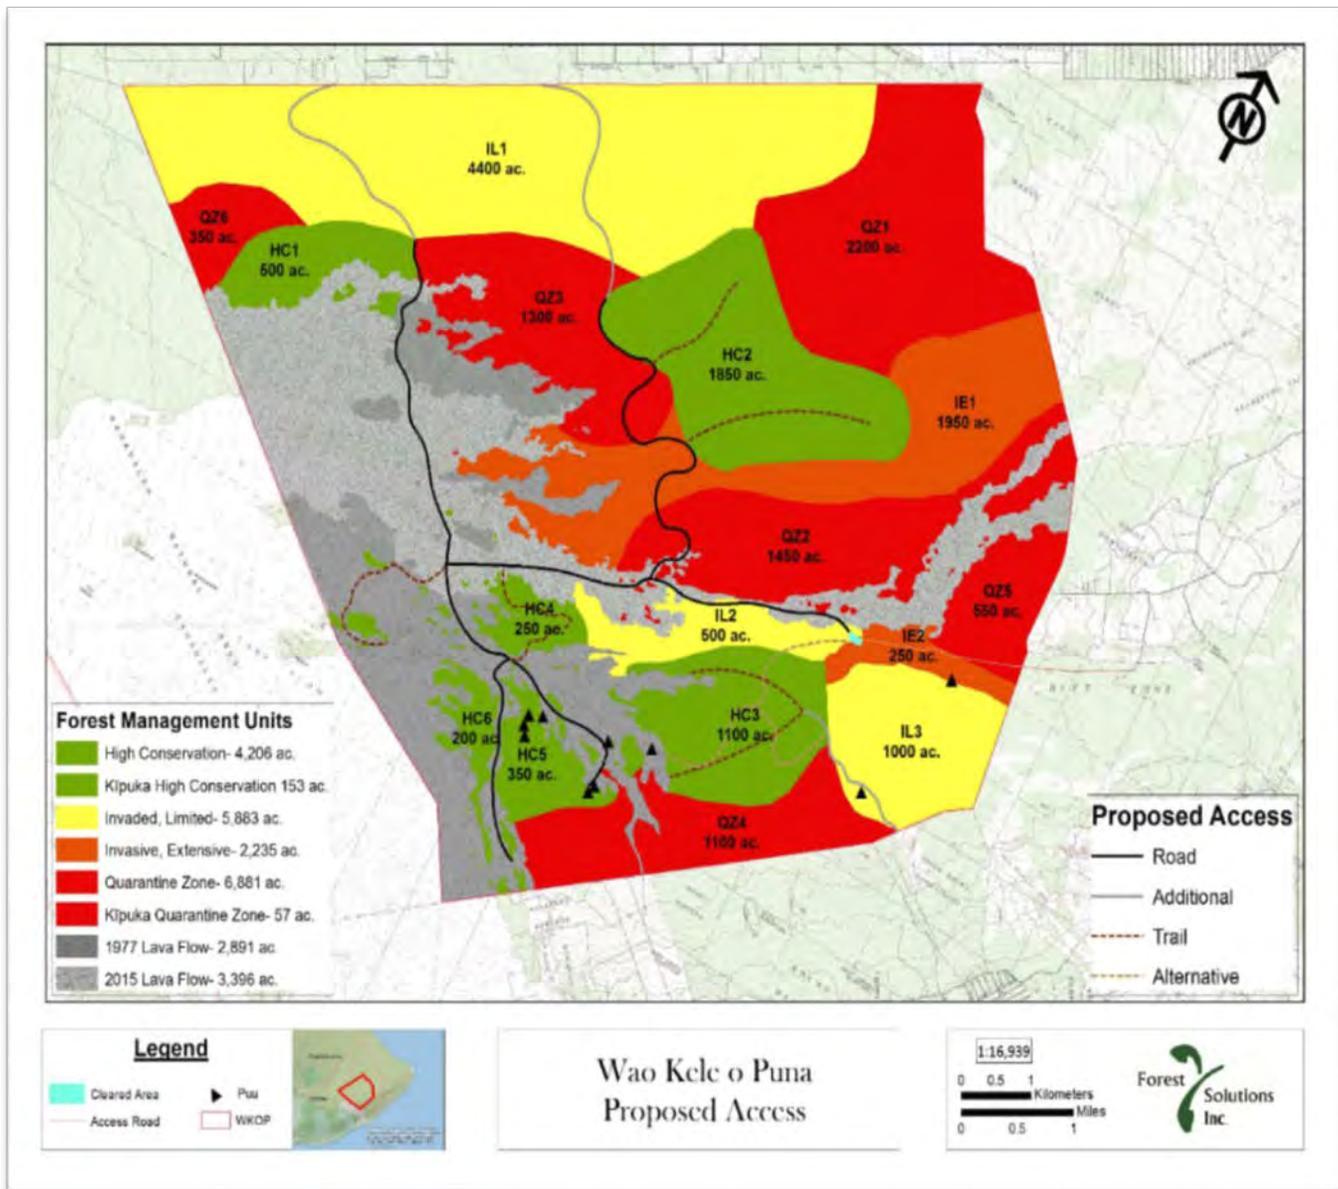 N
IL1
4400 ac.
QZ6
350 ac.
HC1
500 ac.
QZ1
2200 ac.
QZ3
1300 ac.
HC2
1850 ac.
IE1
1950 ac.
QZ2
1450 ac.
QZ5
550 ac.
HC4
250 ac.
IL2
500 ac.
IE2
250 ac.
HC6
200 ac
HC5
350 ac.
HC3
1100 ac.
IL3
1000 ac.
QZ4
1100 ac.
RIFT ZONE
Forest Management Units
High Conservation- 4,206 ac.
Kīpuka High Conservation 153 ac.
Invaded, Limited- 5,883 ac.
Invasive, Extensive- 2,235 ac.
Quarantine Zone- 6,881 ac.
Kīpuka Quarantine Zone- 57 ac.
1977 Lava Flow- 2,891 ac.
2015 Lava Flow- 3,396 ac.
Proposed Access
Road
Additional
Trail
Alternative
Legend
Cleared Area
Puu
Access Road
WKOP
Wao Kele o Puna
Proposed Access
1:16,939
0 0.5 1
Kilometers
Miles
0 0.5 1
Forest
Solutions
Inc.